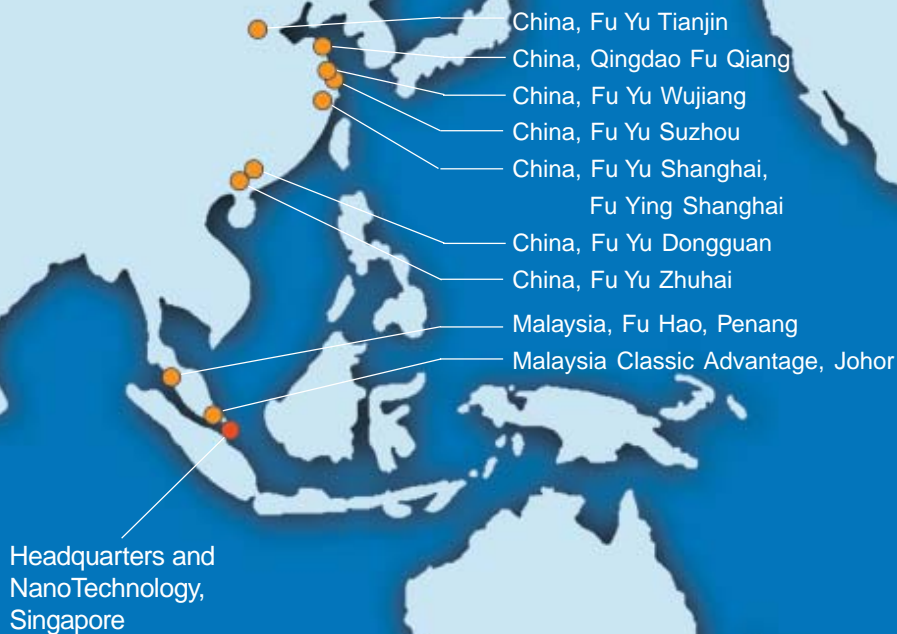 China, Fu Yu Tianjin
China, Qingdao Fu Qiang
China, Fu Yu Wujiang
China, Fu Yu Suzhou
China, Fu Yu Shanghai,
Fu Ying Shanghai
China, Fu Yu Dongguan
China, Fu Yu Zhuhai
Malaysia, Fu Hao, Penang
Malaysia Classic Advantage, Johor
Headquarters and
NanoTechnology,
Singapore